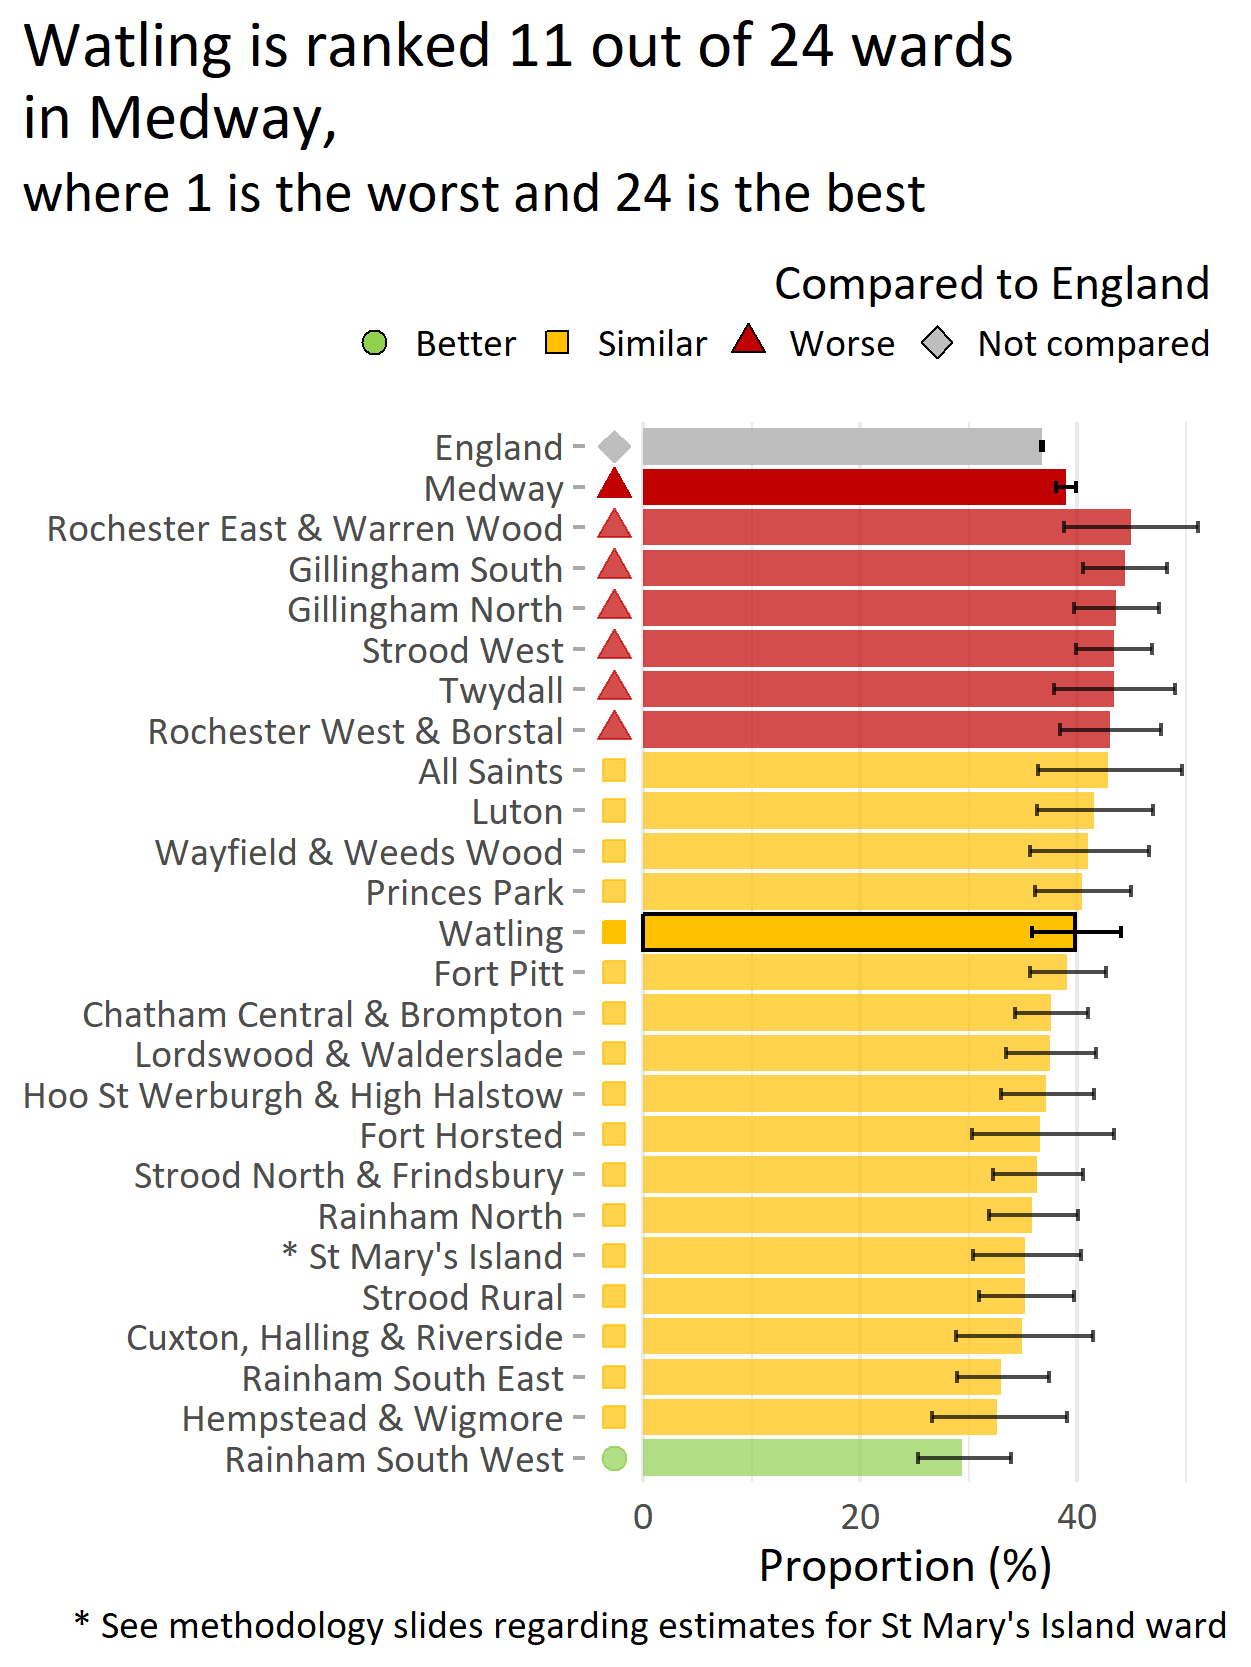 Watling is ranked 11 out of 24 wards
in Medway,
where 1 is the worst and 24 is the best
Compared to England
Better Similar Worse Not compared
England
Medway
Rochester East & Warren Wood
Gillingham South
Gillingham North
Strood West
Twydall
Rochester West & Borstal
All Saints
Luton
Wayfield & Weeds Wood
Princes Park
Watling
Fort Pitt
Chatham Central & Brompton
Lordswood & Walderslade
Hoo St Werburgh & High Halstow
Fort Horsted
Strood North & Frindsbury
Rainham North
* St Mary's Island
Strood Rural
Cuxton, Halling & Riverside
Rainham South East
Hempstead & Wigmore
Rainham South West
0 20 40
Proportion (%)
* See methodology slides regarding estimates for St Mary's Island ward